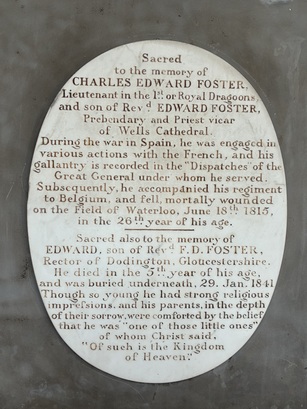 Sacred
to the memory of
CHARLES EDWARD FOSTER,
Lieutenant in the 1st or Royal Dragoons,
and son of Revd EDWARD FOSTER,
Prebendary and Priest vicar
of Wells Cathedral.
During the war in Spain, he was engaged in
various actions with the French, and his
gallantry is recorded in the "Dispatches" of the
Great General under whom he served.
Subsequently, he accompanied his regiment
to Belgium, and fell, mortally wounded
on the Field of Waterloo, June 18th 1815,
in the 26th year of his age.
Sacred also to the memory of
EDWARD, son of Revd F.D. FOSTER,
Rector of Dodington, Gloucestershire.
He died in the 5th year of his age,
and was buried underneath, 29. Jan. 1841
Though so young he had strong religious
impressions, and his parents, in the depth
of their sorrow, were comforted by the belief
that he was "one of those little ones"
of whom Christ said,
"Of such is the Kingdom
of Heaven."